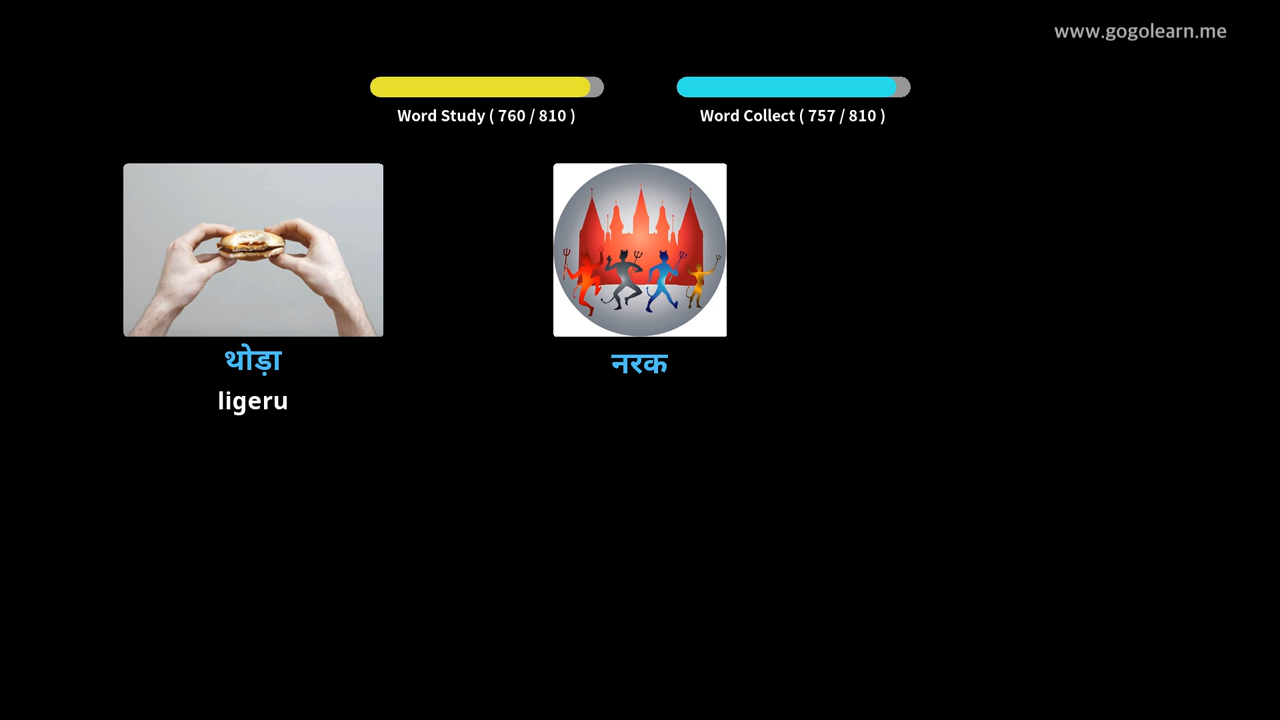 www.gogolearn.me
Word Study ( 760 / 810 )
Word Collect ( 757 / 810 )
थोड़ा
नरक
ligeru